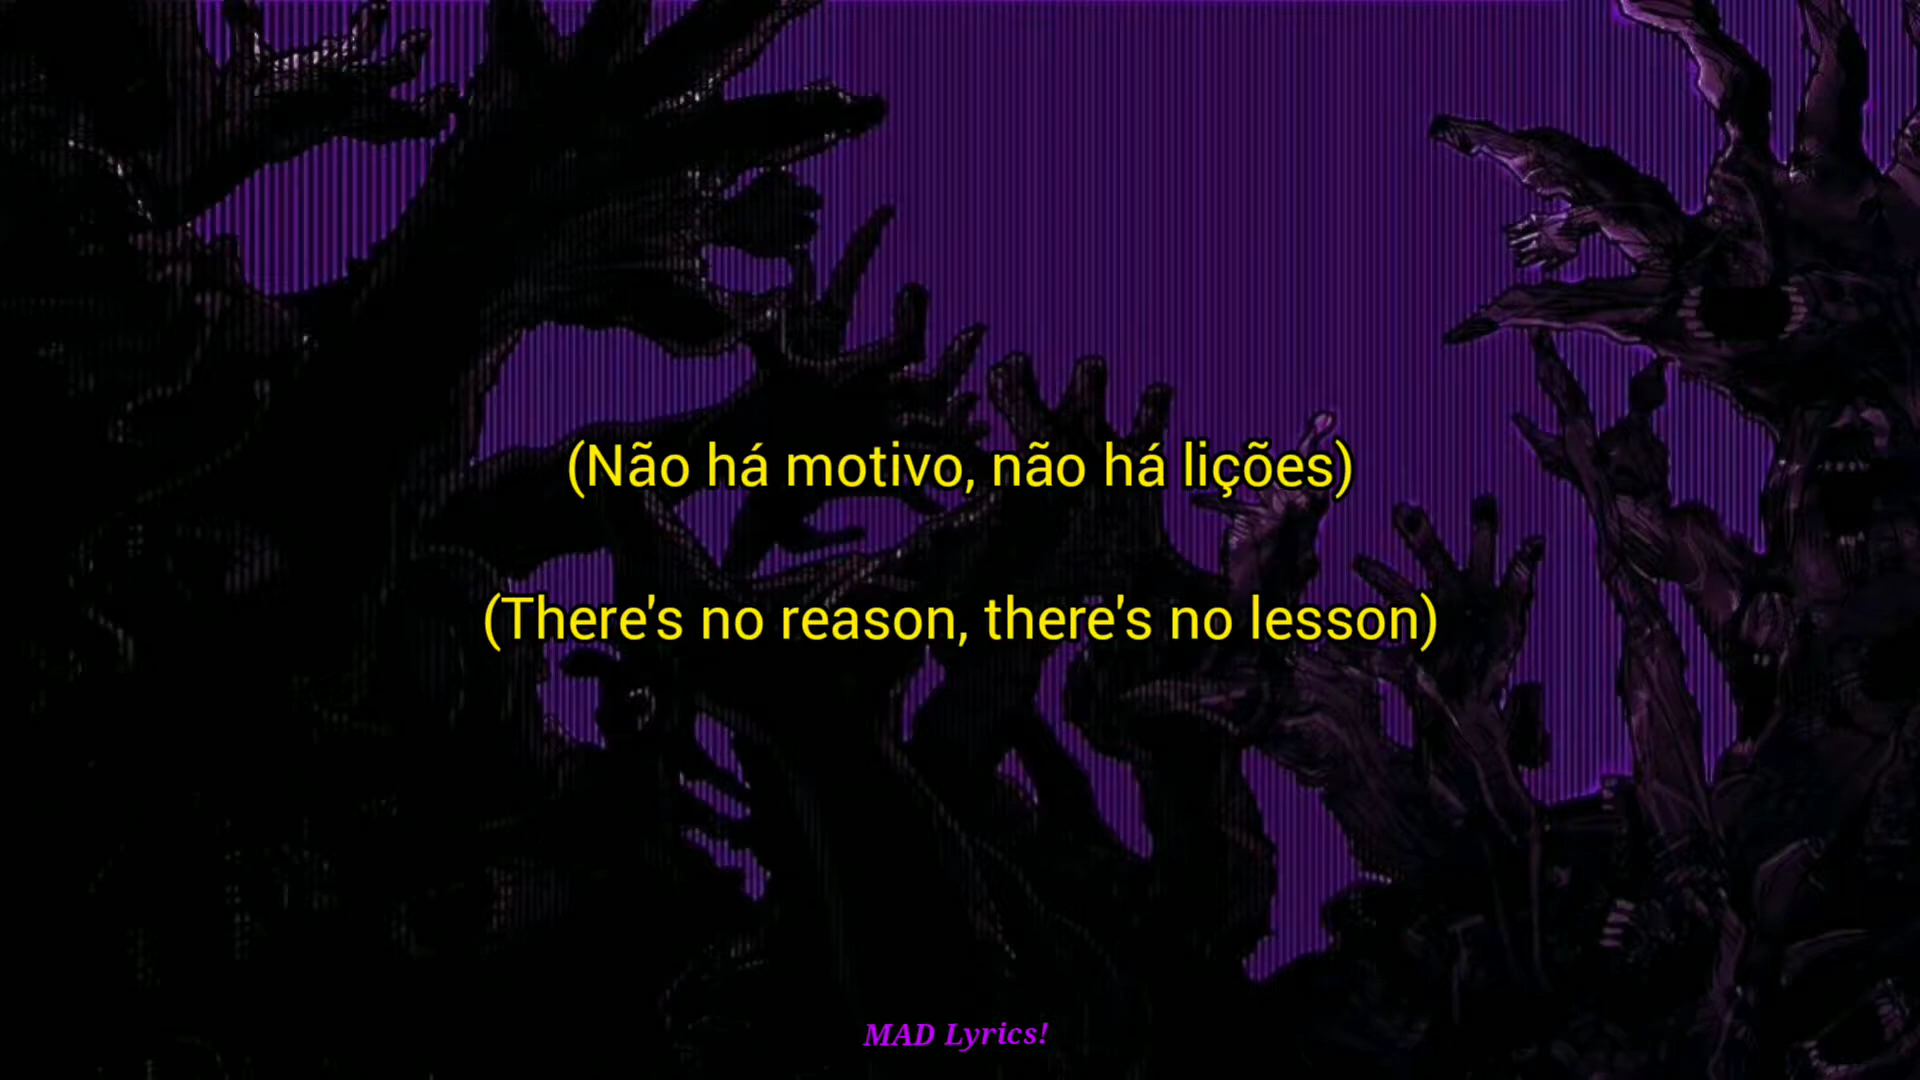 (Não há motivo, não há lições)
(There's no reason, there's no lesson)
MAD Lyrics!